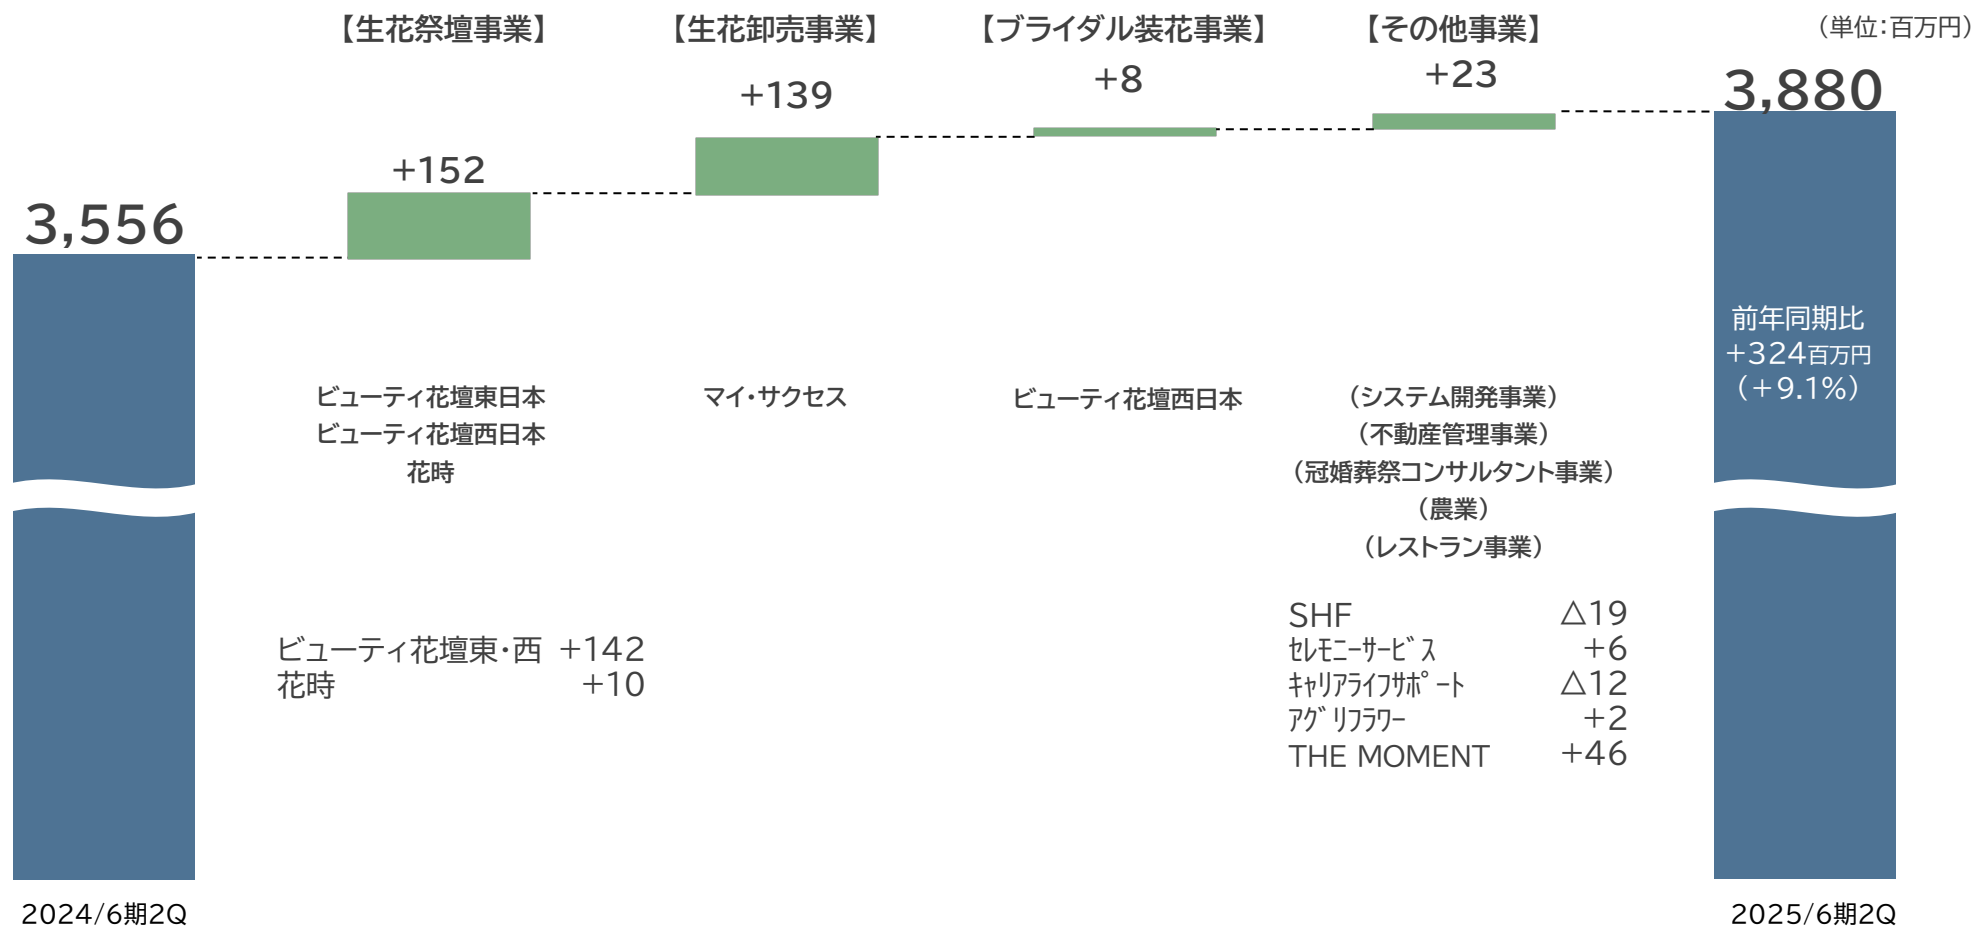 【生花祭壇事業】
【生花卸売事業】
【ブライダル装花事業】
【その他事業】
（単位：百万円）
+152
+139
+8
+23
3,556
3,880
前年同期比
+324百万円
（+9.1%）
ビューティ花壇東日本
ビューティ花壇西日本
花時
マイ・サクセス
ビューティ花壇西日本
（システム開発事業）
（不動産管理事業）
（冠婚葬祭コンサルタント事業）
（農業）
（レストラン事業）
ビューティ花壇東・西 +142
花時 +10
SHF △19
ｾﾚﾓﾆｰｻｰﾋﾞｽ +6
ｷｬﾘｱﾗｲﾌｻﾎﾟｰﾄ △12
ｱｸﾞﾘﾌﾗﾜｰ +2
THE MOMENT +46
2024/6期2Q
2025/6期2Q